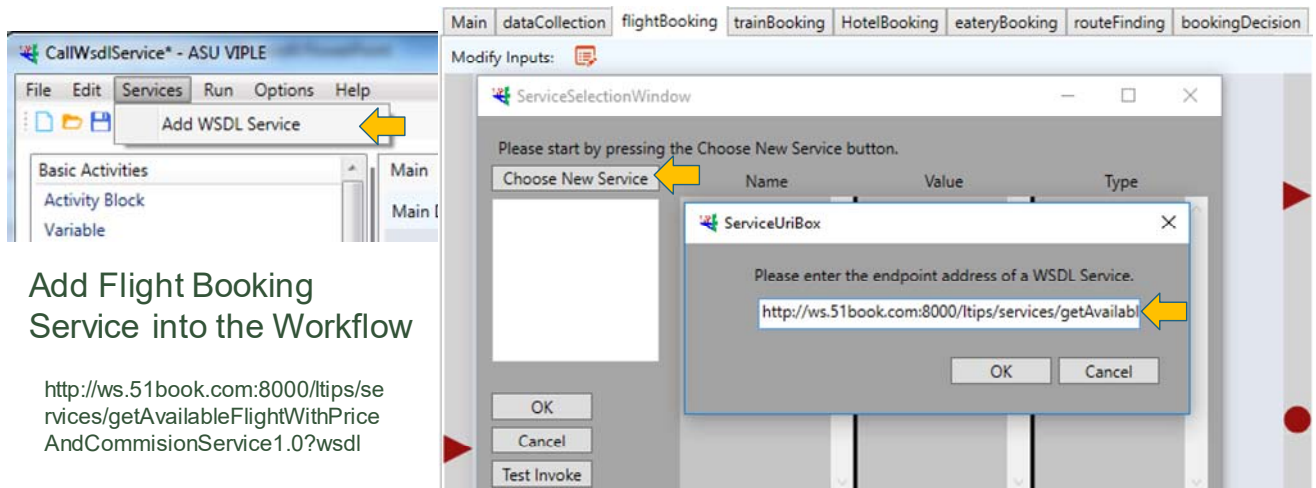 CallWsdlService* - ASU VIPLE
File Edit Services Run Options Help
Add WSDL Service
Basic Activities
Activity Block
Variable
Main
Main
Add Flight Booking
Service into the Workflow
http://ws.51book.com:8000/ltips/se
rvices/getAvailableFlightWithPrice
AndCommisionService1.0?wsdl
Main dataCollection flightBooking trainBooking HotelBooking eateryBooking routeFinding bookingDecision
Modify Inputs:
ServiceSelectionWindow
Please start by pressing the Choose New Service button.
Choose New Service Name Value Type
ServiceUriBox
Please enter the endpoint address of a WSDL Service.
http://ws.51book.com:8000/ltips/services/getAvailabl
OK Cancel
OK
Cancel
Test Invoke